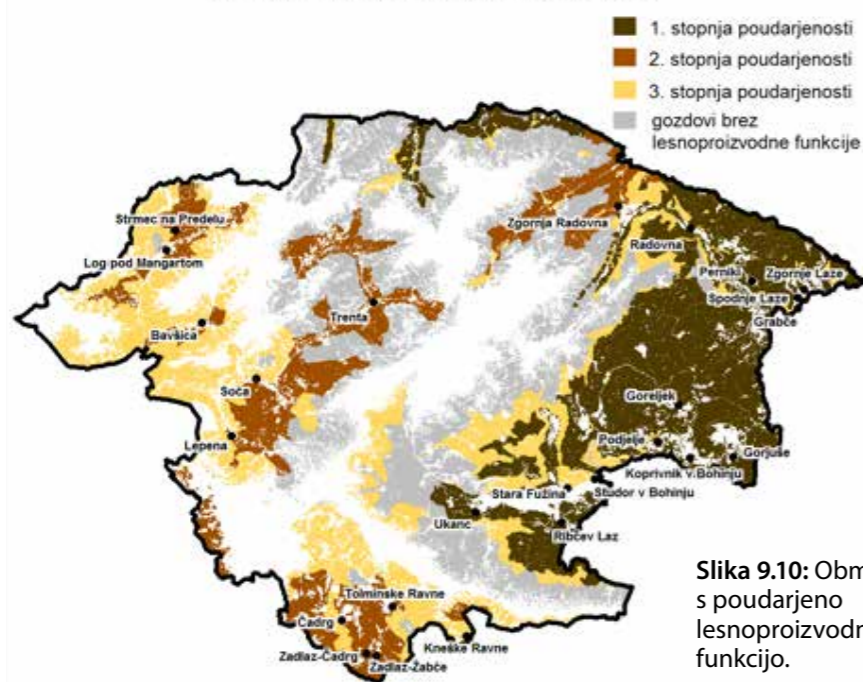 1. stopnja poudarjenosti
2. stopnja poudarjenosti
3. stopnja poudarjenosti
gozdovi brez
lesnoproizvodne funkcije
Strmec na Predelu
Log pod Mangartom
Zgornja Radovna
Radovna
Perniki
Zgornje Laze
Spodnje Laze
Grabče
Bavšica
Trenta
Soča
Goreljek
Lepena
Podjelje
Gorjuše
Koprivnik v Bohinju
Stara Fužina
Studor v Bohinju
Ukanc
Ribčev Laz
Tolminske Ravne
Čadrg
Kneške Ravne
Zadlaz-Čadrg
Zadlaz-Žabče
Slika 9.10: Obm
s poudarjeno
lesnoproizvodn
funkcijo.